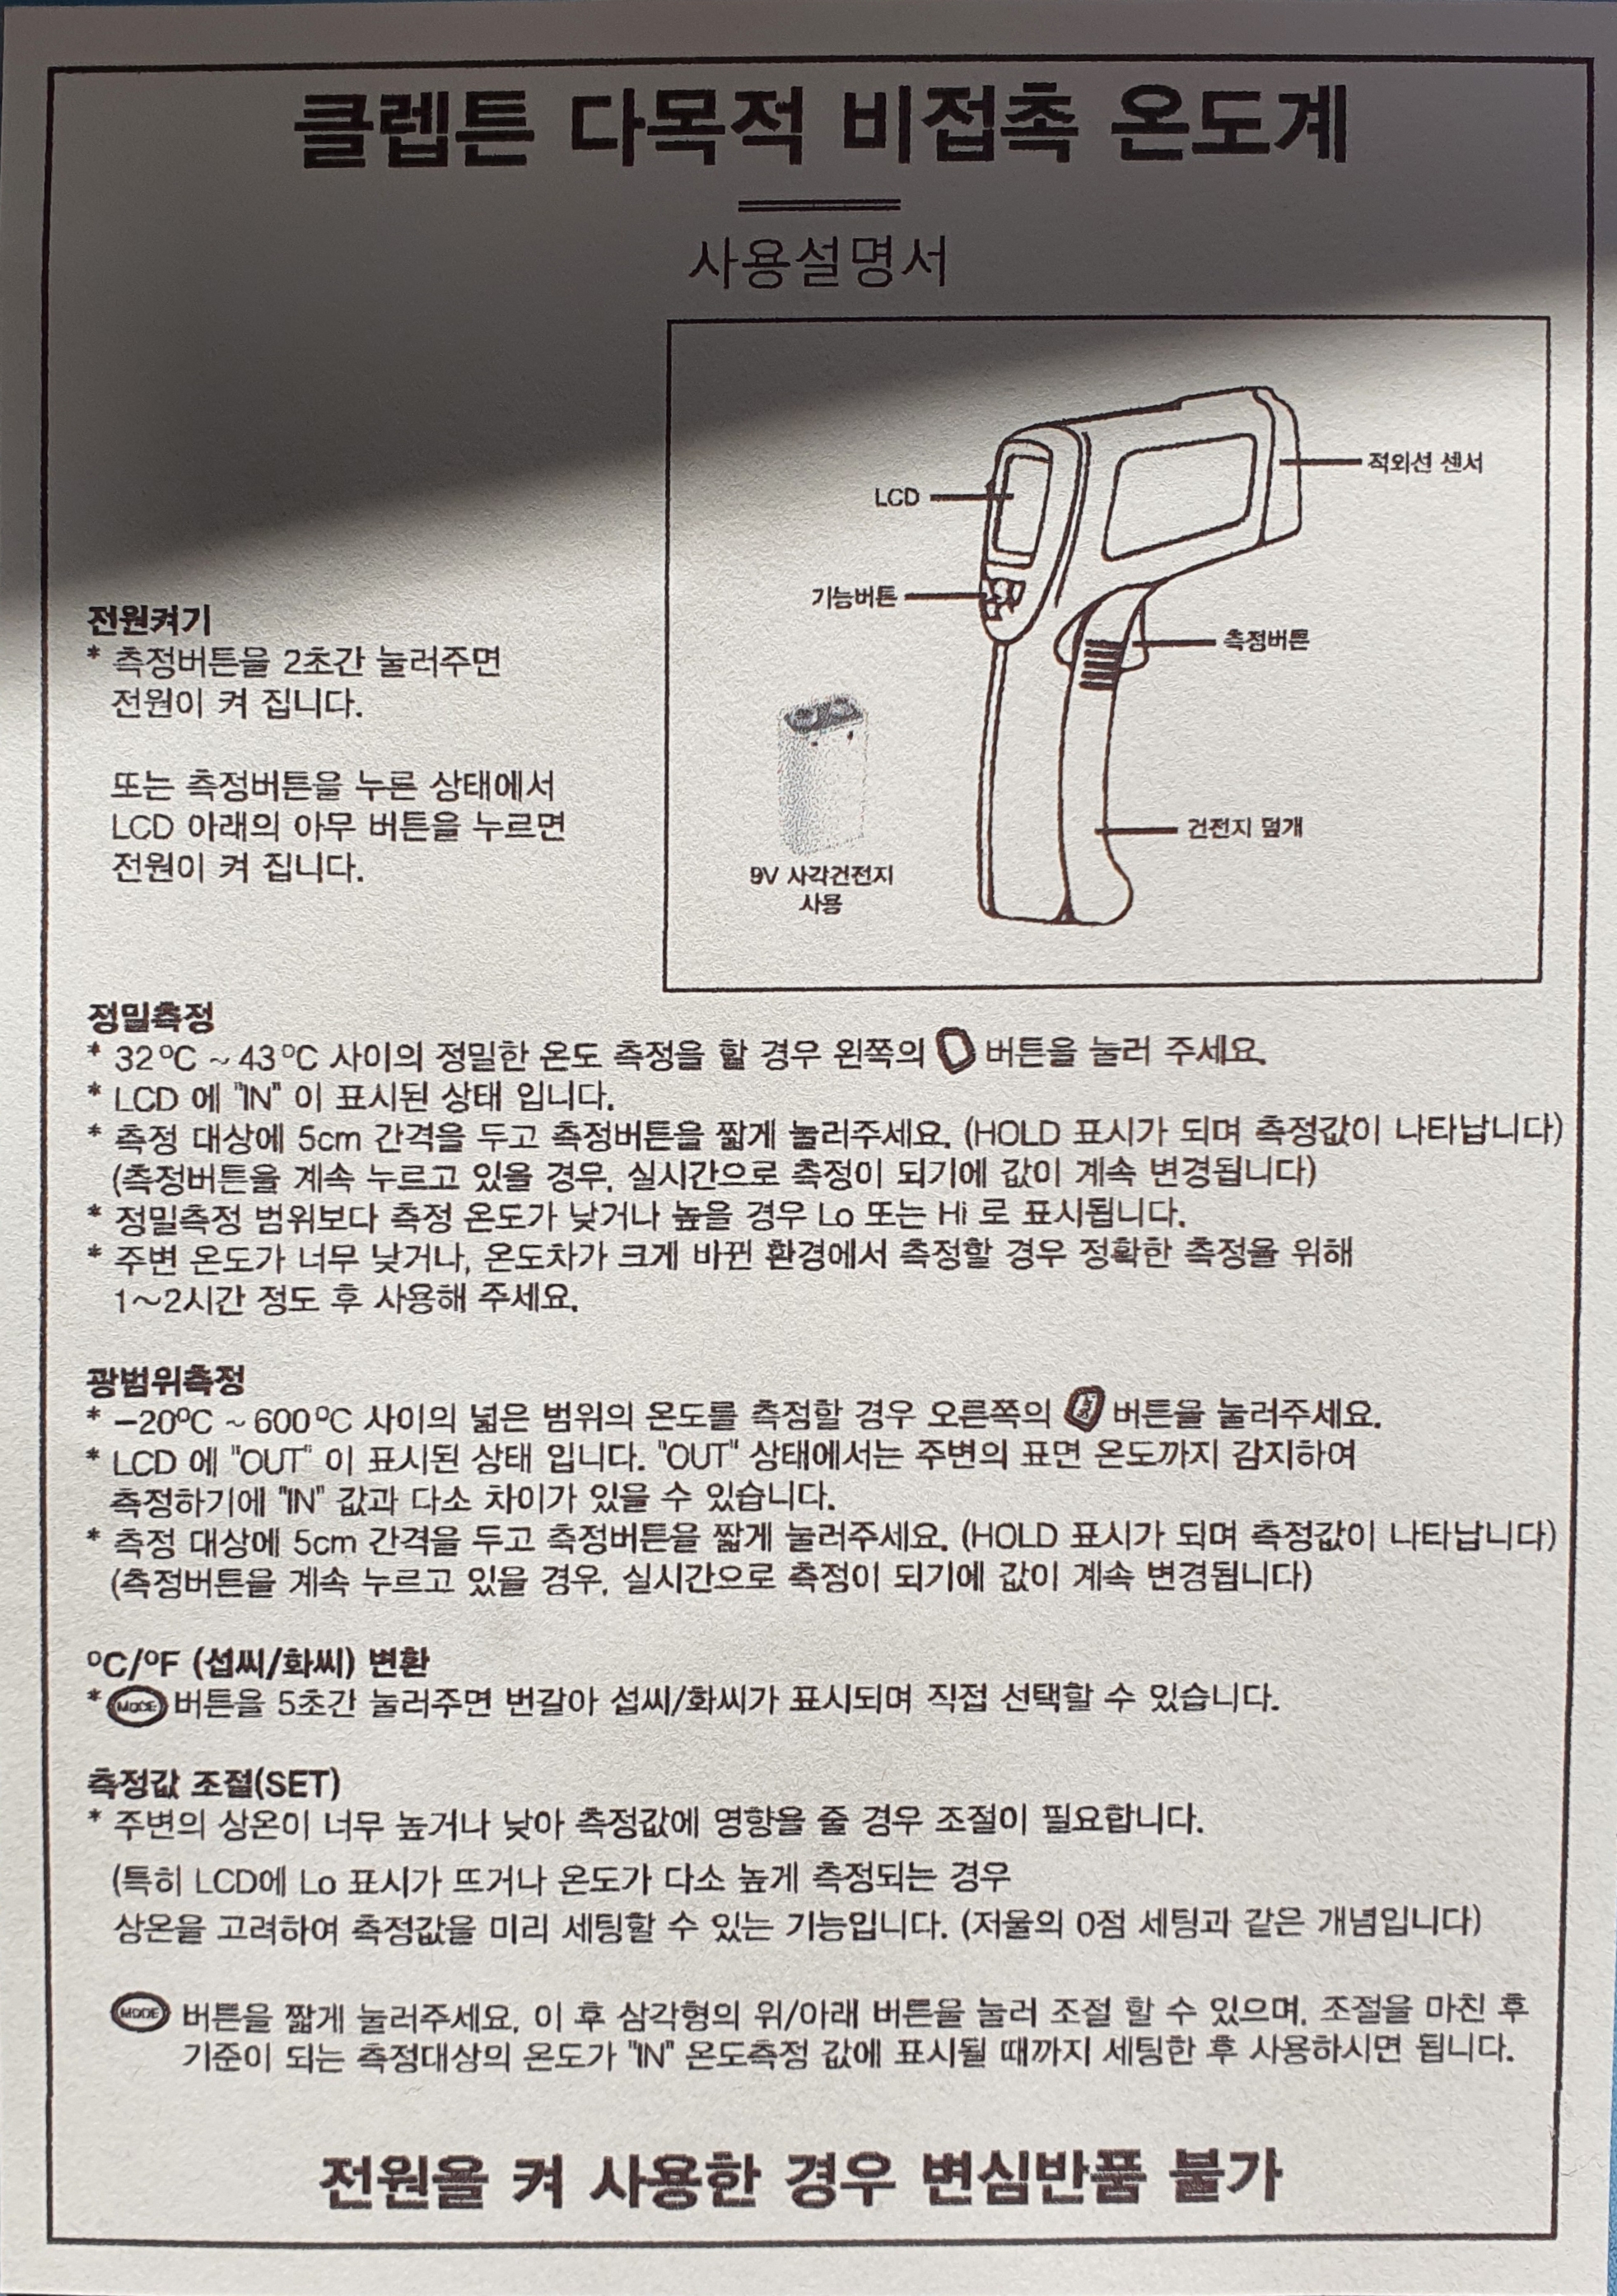 클렙튼 다목적 비접촉 온도계
사용설명서
LCD
적외선 센서
기능버튼
측정버튼
건전지 덮개
9V 사각건전지
사용
전원켜기
* 측정버튼을 2초간 눌러주면
전원이 켜 집니다.
또는 측정버튼을 누른 상태에서
LCD 아래의 아무 버튼을 누르면
전원이 켜 집니다.
정밀측정
* 32℃ ~ 43℃ 사이의 정밀한 온도 측정을 할 경우 왼쪽의 버튼을 눌러 주세요.
* LCD 에 "IN" 이 표시된 상태 입니다.
* 측정 대상에 5cm 간격을 두고 측정버튼을 짧게 눌러주세요. (HOLD 표시가 되며 측정값이 나타납니다)
(측정버튼을 계속 누르고 있을 경우, 실시간으로 측정이 되기에 값이 계속 변경됩니다)
* 정밀측정 범위보다 측정 온도가 낮거나 높을 경우 Lo 또는 Hi 로 표시됩니다.
* 주변 온도가 너무 낮거나, 온도차가 크게 바뀐 환경에서 측정할 경우 정확한 측정을 위해
1~2시간 정도 후 사용해 주세요.
광범위측정
* -20℃ ~ 600℃ 사이의 넓은 범위의 온도를 측정할 경우 오른쪽의 버튼을 눌러주세요.
* LCD 에 "OUT" 이 표시된 상태 입니다. "OUT" 상태에서는 주변의 표면 온도까지 감지하여
측정하기에 "IN" 값과 다소 차이가 있을 수 있습니다.
* 측정 대상에 5cm 간격을 두고 측정버튼을 짧게 눌러주세요. (HOLD 표시가 되며 측정값이 나타납니다)
(측정버튼을 계속 누르고 있을 경우, 실시간으로 측정이 되기에 값이 계속 변경됩니다)
℃/℉ (섭씨/화씨) 변환
* MODE 버튼을 5초간 눌러주면 번갈아 섭씨/화씨가 표시되며 직접 선택할 수 있습니다.
측정값 조절(SET)
* 주변의 상온이 너무 높거나 낮아 측정값에 영향을 줄 경우 조절이 필요합니다.
(특히 LCD에 Lo 표시가 뜨거나 온도가 다소 높게 측정되는 경우
상온을 고려하여 측정값을 미리 세팅할 수 있는 기능입니다. (저울의 0점 세팅과 같은 개념입니다)
MODE 버튼을 짧게 눌러주세요. 이 후 삼각형의 위/아래 버튼을 눌러 조절 할 수 있으며, 조절을 마친 후
기준이 되는 측정대상의 온도가 "IN" 온도측정 값에 표시될 때까지 세팅한 후 사용하시면 됩니다.
전원을 켜 사용한 경우 변심반품 불가